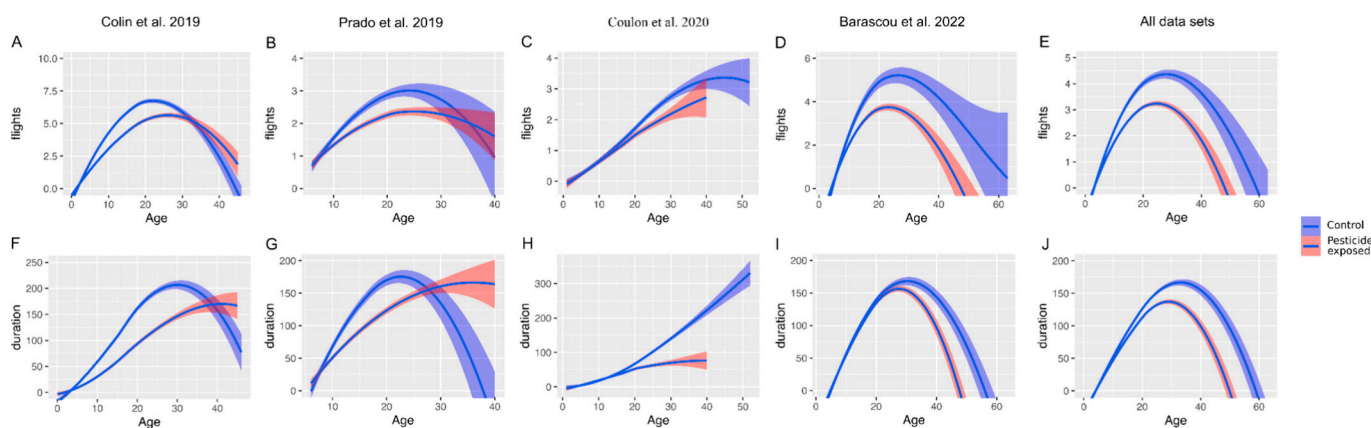 Colin et al. 2019
Prado et al. 2019
Coulon et al. 2020
Barascou et al. 2022
All data sets
A
10.0
7.5
5.0
2.5
0.0
flights
0 10 20 30 40
Age
B
4
3
2
1
0
flights
10 20 30 40
Age
C
4
3
2
1
0
flights
0 10 20 30 40 50
Age
D
6
4
2
0
flights
0 20 40 60
Age
E
5
4
3
2
1
0
flights
0 20 40 60
Age
Control
Pesticide
exposed
F
250
200
150
100
50
0
duration
0 10 20 30 40
Age
G
200
150
100
50
0
duration
10 20 30 40
Age
H
300
200
100
0
duration
0 10 20 30 40 50
Age
I
200
150
100
50
0
duration
0 20 40 60
Age
J
200
150
100
50
0
duration
0 20 40 60
Age